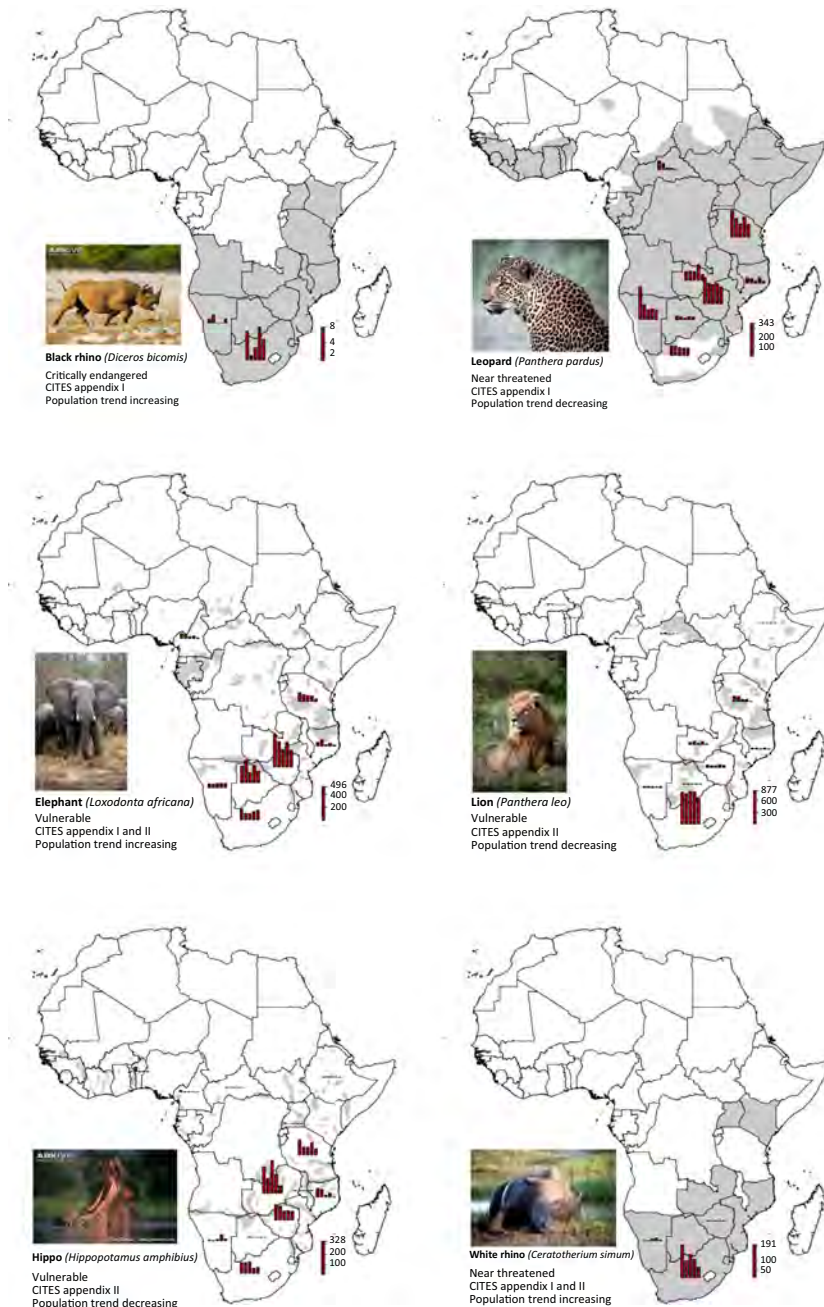 8
4
2
Black rhino (Diceros bicornis)
Critically endangered
CITES appendix I
Population trend increasing
343
200
100
Leopard (Panthera pardus)
Near threatened
CITES appendix I
Population trend decreasing
496
400
200
Elephant (Loxodonta africana)
Vulnerable
CITES appendix I and II
Population trend increasing
877
600
300
Lion (Panthera leo)
Vulnerable
CITES appendix II
Population trend decreasing
328
200
100
Hippo (Hippopotamus amphibius)
Vulnerable
CITES appendix II
Population trend decreasing
191
100
50
White rhino (Ceratotherium simum)
Near threatened
CITES appendix I and II
Population trend increasing